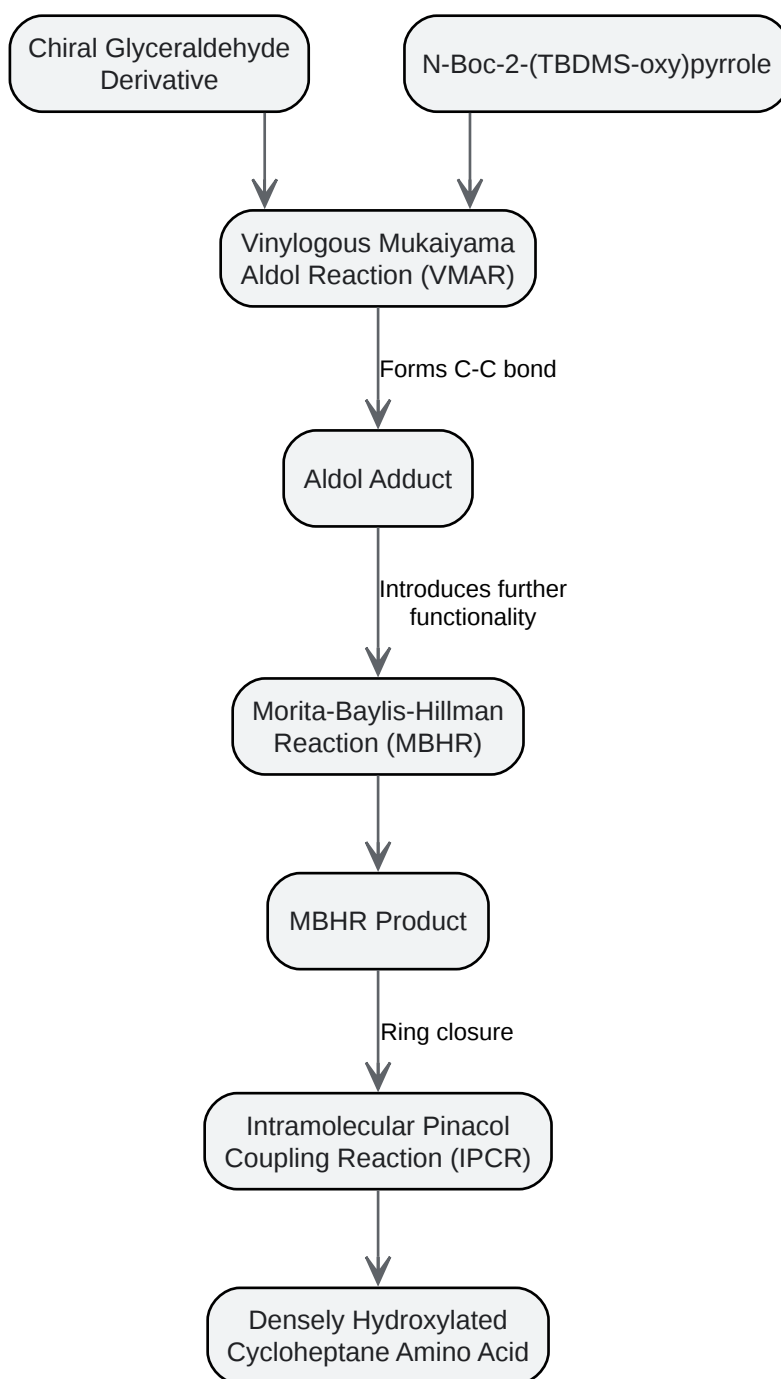 Chiral Glyceraldehyde
Derivative
N-Boc-2-(TBDMS-oxy)pyrrole
Vinylogous Mukaiyama
Aldol Reaction (VMAR)
Forms C-C bond
Aldol Adduct
Introduces further
functionality
Morita-Baylis-Hillman
Reaction (MBHR)
MBHR Product
Ring closure
Intramolecular Pinacol
Coupling Reaction (IPCR)
Densely Hydroxylated
Cycloheptane Amino Acid